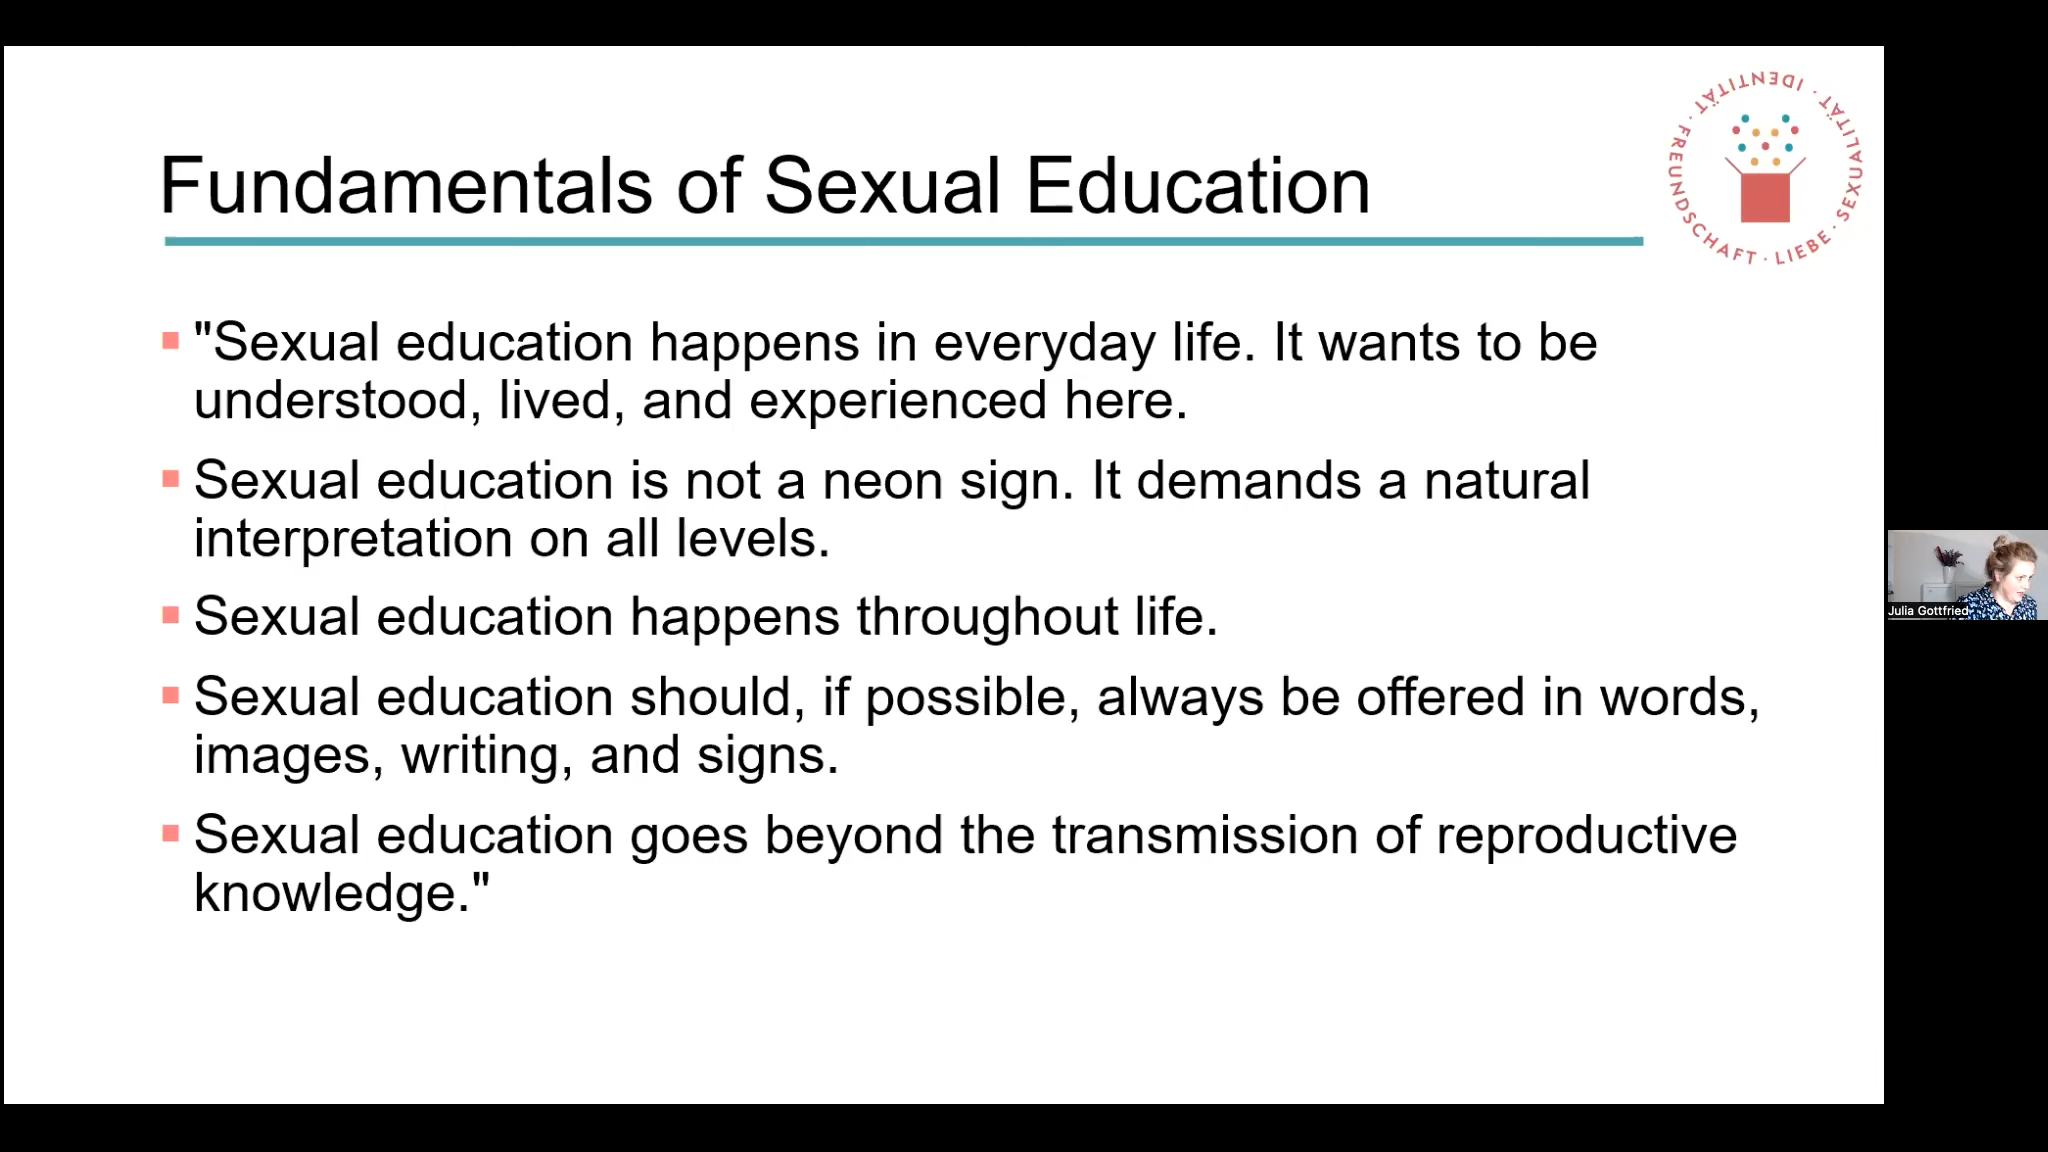 Fundamentals of Sexual Education
IDENTITÄT · SEXUALITÄT · LIEBE · FREUNDSCHAFT ·
"Sexual education happens in everyday life. It wants to be
understood, lived, and experienced here.
Sexual education is not a neon sign. It demands a natural
interpretation on all levels.
Sexual education happens throughout life.
Sexual education should, if possible, always be offered in words,
images, writing, and signs.
Sexual education goes beyond the transmission of reproductive
knowledge."
Julia Gottfried